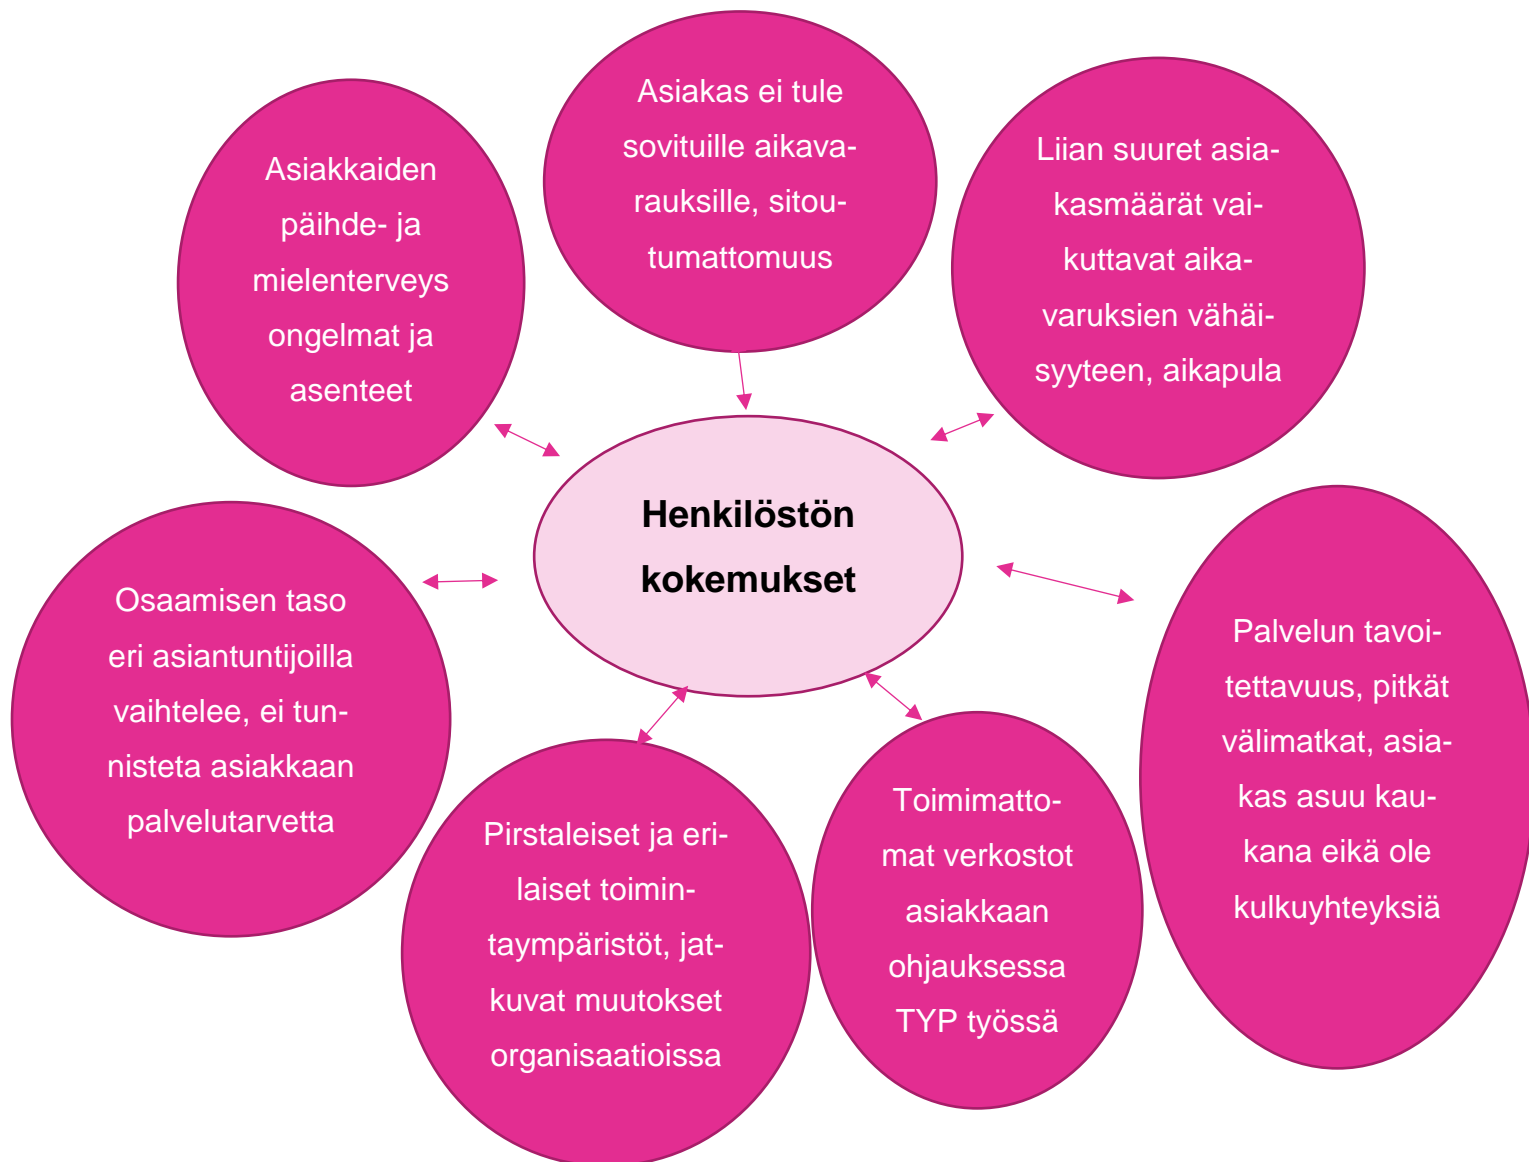 Asiakas ei tule
sovituille aikava-
rauksille, sitou-
tumattomuus
Asiakkaiden
päihde- ja
mielenterveys
ongelmat ja
asenteet
Liian suuret asia-
kasmäärät vai-
kuttavat aika-
varuksien vähäi-
syyteen, aikapula
Henkilöstön
kokemukset
Osaamisen taso
eri asiantuntijoilla
vaihtelee, ei tun-
nisteta asiakkaan
palvelutarvetta
Palvelun tavoi-
tettavuus, pitkät
välimatkat, asia-
kas asuu kau-
kana eikä ole
kulkuyhteyksiä
Pirstaleiset ja eri-
laiset toimin-
taympäristöt, jat-
kuvat muutokset
organisaatioissa
Toimimatto-
mat verkostot
asiakkaan
ohjauksessa
TYP työssä